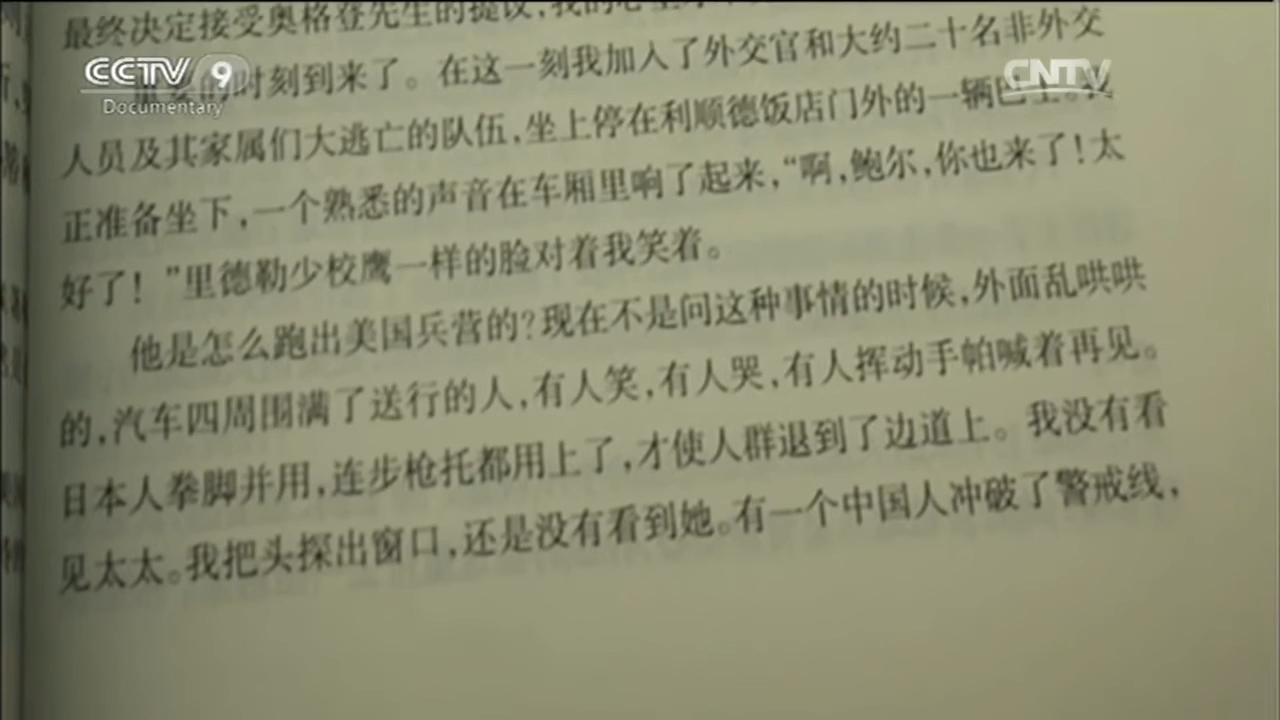 最终决定接受奥格登先生的提议,我的心
CCTV 9
Documentary
CNTV
的时刻到来了。在这一刻我加入了外交官和大约二十名非外交
人员及其家属们大逃亡的队伍,坐上停在利顺德饭店门外的一辆巴士。我
正准备坐下,一个熟悉的声音在车厢里响了起来,“啊,鲍尔,你也来了!太
好了!”里德勒少校鹰一样的脸对着我笑着。
他是怎么跑出美国兵营的?现在不是问这种事情的时候,外面乱哄哄
的,汽车四周围满了送行的人,有人笑,有人哭,有人挥动手帕喊着再见。
日本人拳脚并用,连步枪托都用上了,才使人群退到了边道上。我没有看
见太太。我把头探出窗口,还是没有看到她。有一个中国人冲破了警戒线,